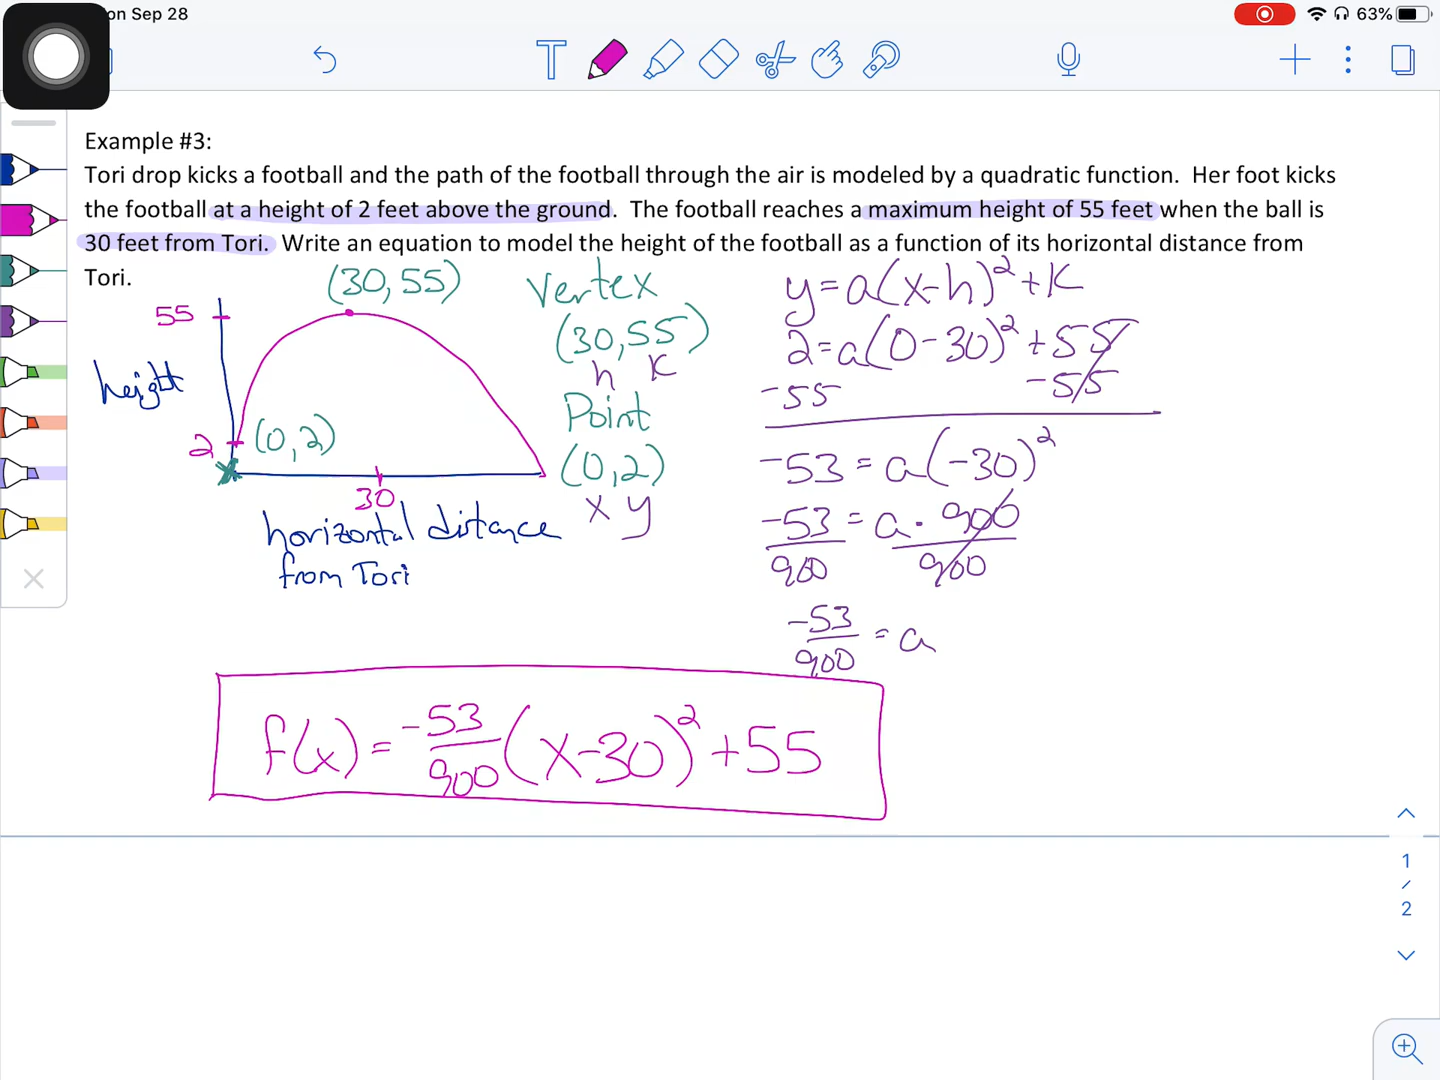 on Sep 28
63%
Example #3:
Tori drop kicks a football and the path of the football through the air is modeled by a quadratic function. Her foot kicks
the football at a height of 2 feet above the ground. The football reaches a maximum height of 55 feet when the ball is
30 feet from Tori. Write an equation to model the height of the football as a function of its horizontal distance from
Tori.
(30,55)
55
height
2
(0,2)
30
horizontal distance
from Tori
Vertex
(30,55)
h K
Point
(0,2)
x y
y=a(x-h)²+K
2=a(0-30)²+55
-55 -55
-53=a(-30)²
-53/900 = a·900/900
-53/900 = a
f(x)=-53/900(x-30)²+55
1
/
2